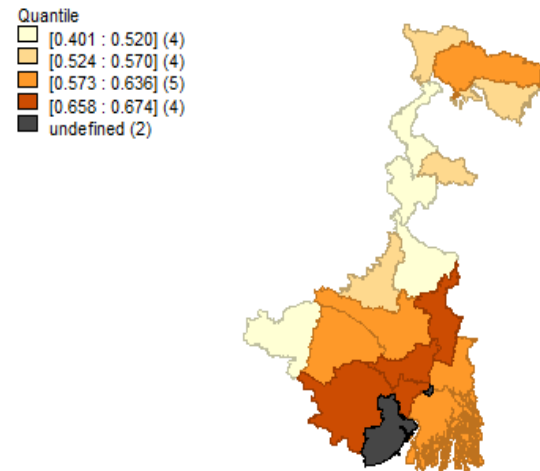 Quantile
[0.401 : 0.520] (4)
[0.524 : 0.570] (4)
[0.573 : 0.636] (5)
[0.658 : 0.674] (4)
undefined (2)